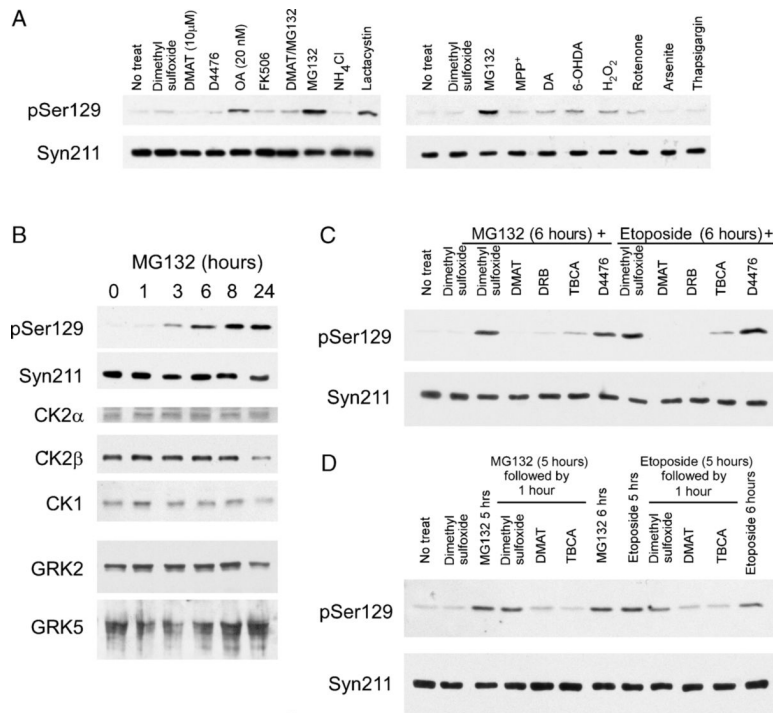 A
No treat
Dimethyl
sulfoxide
DMAT (10µM)
D4476
OA (20 nM)
FK506
DMAT/MG132
MG132
NH4Cl
Lactacystin
No treat
Dimethyl
sulfoxide
MG132
MPP+
DA
6-OHDA
H2O2
Rotenone
Arsenite
Thapsigargin
pSer129
Syn211
B
MG132 (hours)
0 1 3 6 8 24
pSer129
Syn211
CK2α
CK2β
CK1
GRK2
GRK5
C
MG132 (6 hours) +
Etoposide (6 hours) +
No treat
Dimethyl
sulfoxide
Dimethyl
sulfoxide
DMAT
DRB
TBCA
D4476
Dimethyl
sulfoxide
DMAT
DRB
TBCA
D4476
pSer129
Syn211
D
MG132 (5 hours)
followed by
1 hour
Etoposide (5 hours)
followed by
1 hour
No treat
Dimethyl
sulfoxide
MG132 5 hrs
Dimethyl
sulfoxide
DMAT
TBCA
MG132 6 hrs
Etoposide 5 hrs
Dimethyl
sulfoxide
DMAT
TBCA
Etoposide 6 hours
pSer129
Syn211